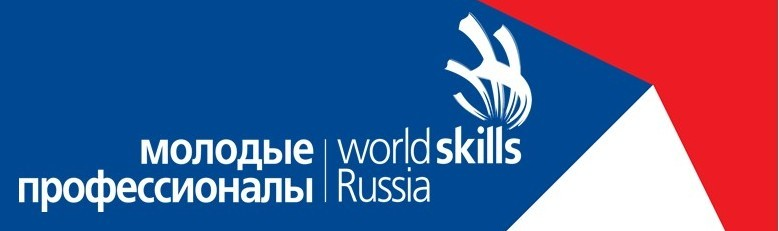 молодые
профессионалы
world skills
Russia